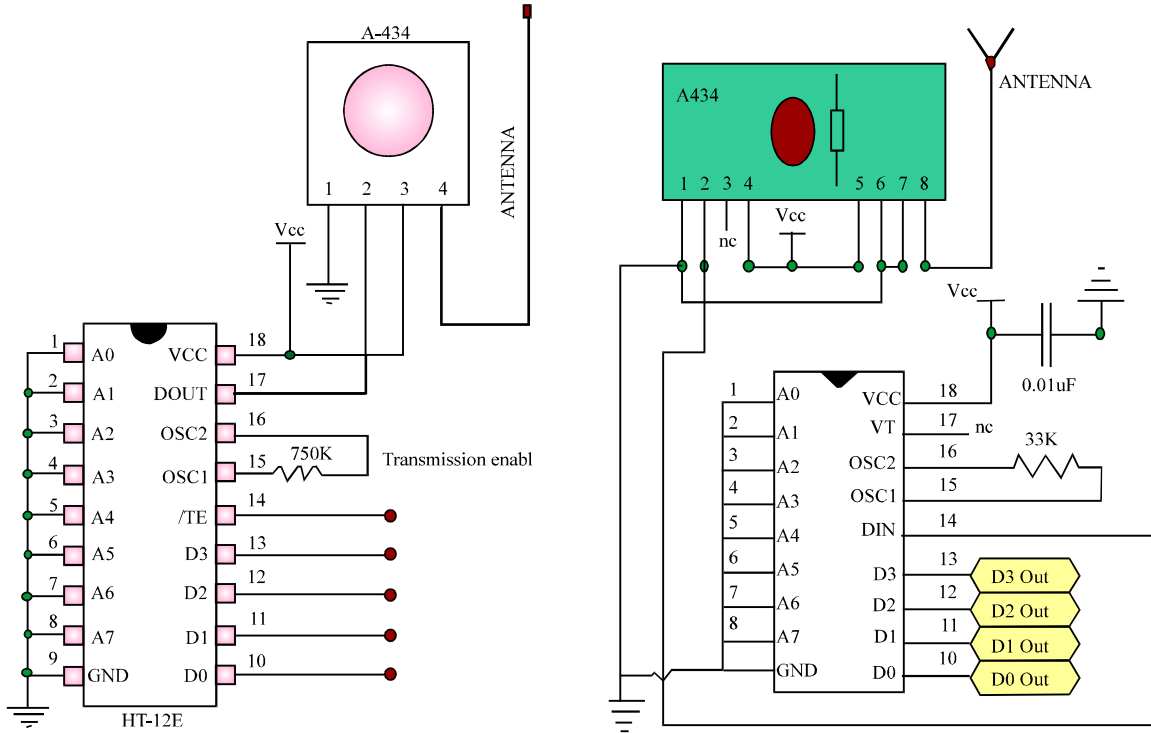 A-434
1 2 3 4
ANTENNA
Vcc
1 A0 VCC 18
2 A1 DOUT 17
3 A2 OSC2 16
4 A3 OSC1 15 750K
Transmission enabl
5 A4 /TE 14
6 A5 D3 13
7 A6 D2 12
8 A7 D1 11
9 GND D0 10
HT-12E
A434
1 2 3 4 5 6 7 8
nc
Vcc
ANTENNA
Vcc
0.01uF
1 A0 VCC 18
2 A1 VT 17 nc
3 A2 OSC2 16 33K
4 A3 OSC1 15
5 A4 DIN 14
6 A5 D3 13 D3 Out
7 A6 D2 12 D2 Out
8 A7 D1 11 D1 Out
GND D0 10 D0 Out